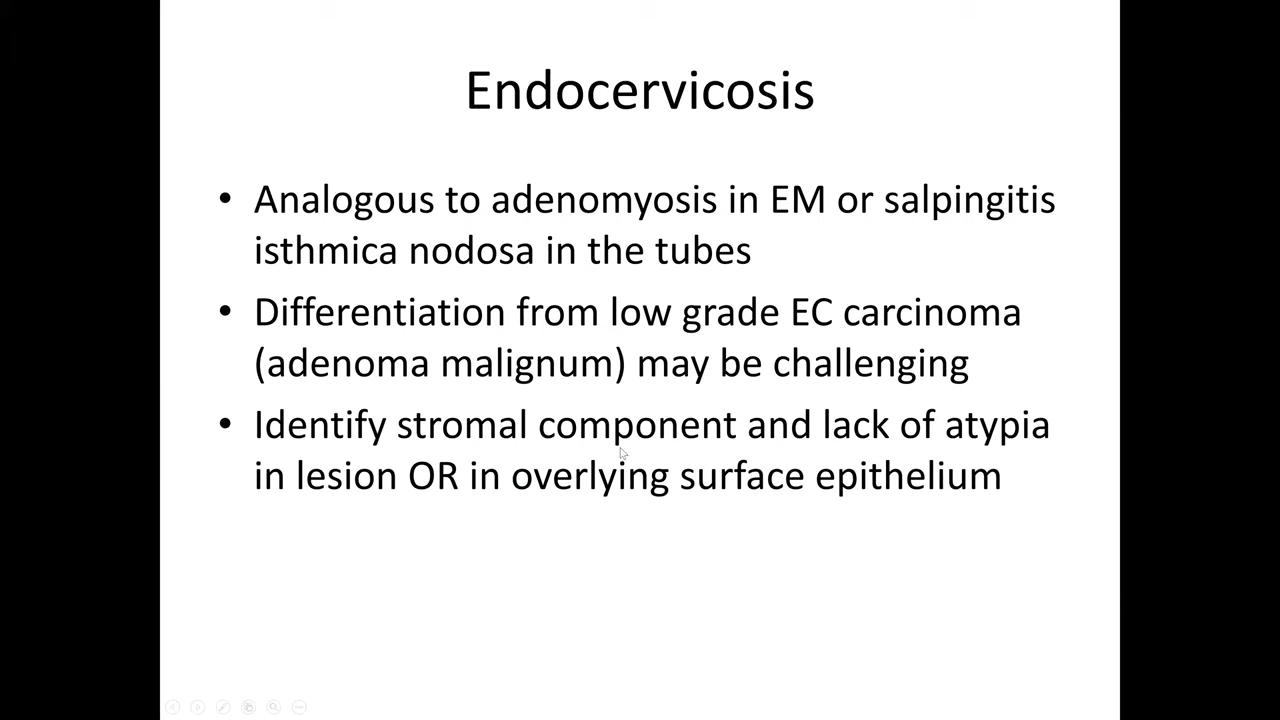 Endocervicosis
• Analogous to adenomyosis in EM or salpingitis
isthmica nodosa in the tubes
• Differentiation from low grade EC carcinoma
(adenoma malignum) may be challenging
• Identify stromal component and lack of atypia
in lesion OR in overlying surface epithelium